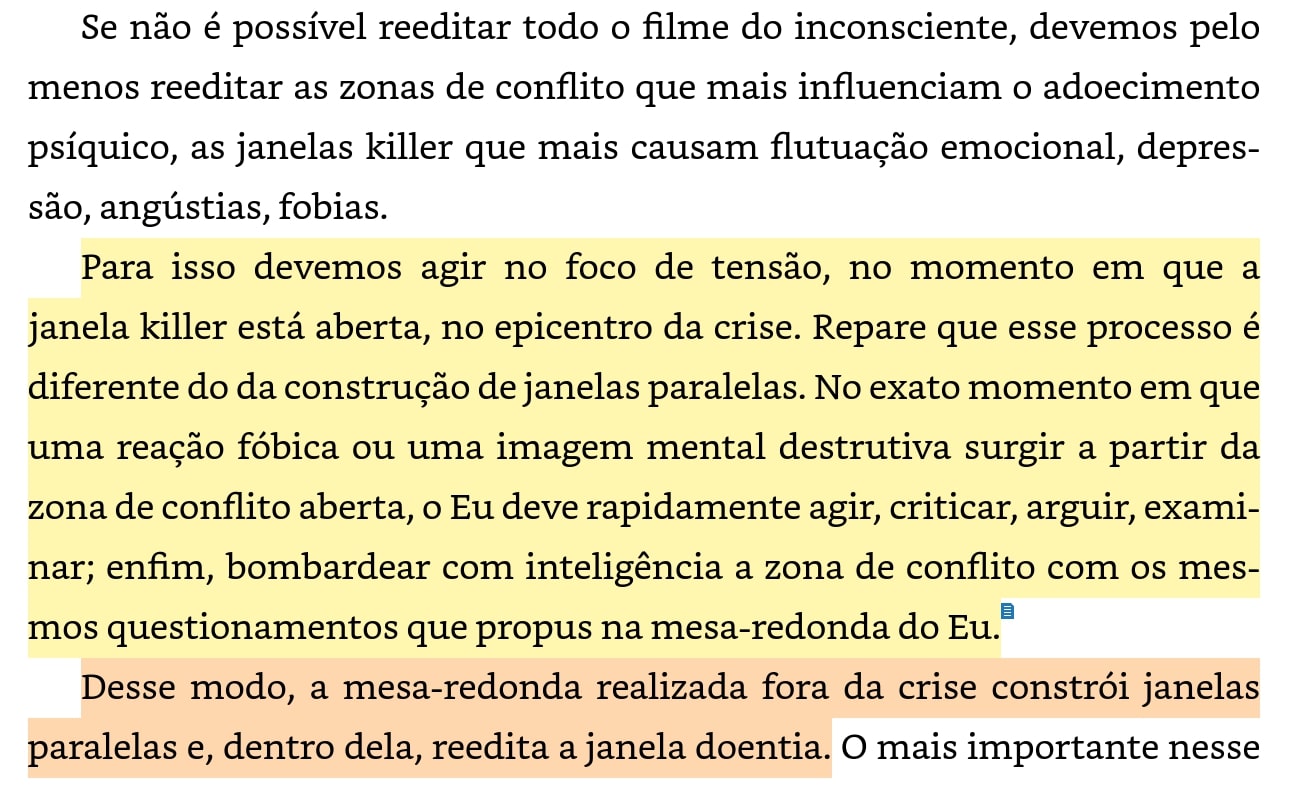 Se não é possível reeditar todo o filme do inconsciente, devemos pelo
menos reeditar as zonas de conflito que mais influenciam o adoecimento
psíquico, as janelas killer que mais causam flutuação emocional, depres-
são, angústias, fobias.
Para isso devemos agir no foco de tensão, no momento em que a
janela killer está aberta, no epicentro da crise. Repare que esse processo é
diferente do da construção de janelas paralelas. No exato momento em que
uma reação fóbica ou uma imagem mental destrutiva surgir a partir da
zona de conflito aberta, o Eu deve rapidamente agir, criticar, arguir, exami-
nar; enfim, bombardear com inteligência a zona de conflito com os mes-
mos questionamentos que propus na mesa-redonda do Eu.
Desse modo, a mesa-redonda realizada fora da crise constrói janelas
paralelas e, dentro dela, reedita a janela doentia. O mais importante nesse